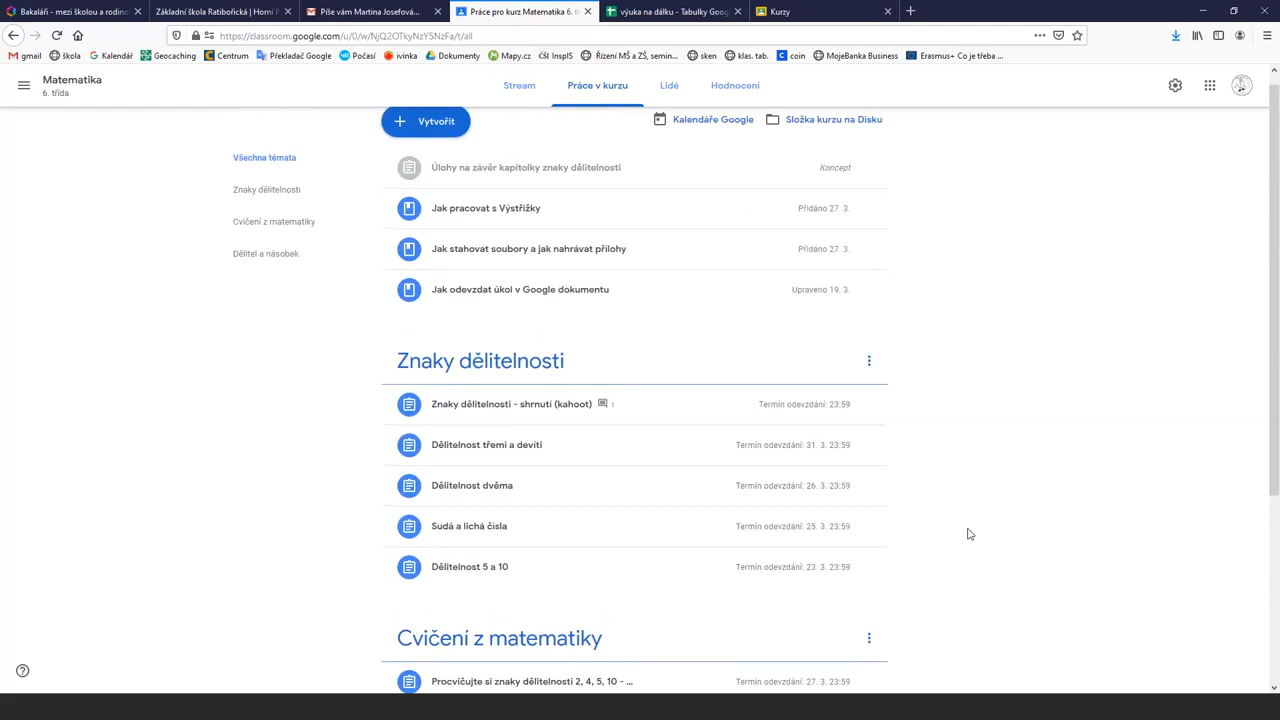 Bakaláři - mezi školou a rodino
Základní škola Ratibořická | Horní P
Píše vám Martina Josefová...
Práce pro kurz Matematika 6. t
výuka na dálku - Tabulky Goog
Kurzy
https://classroom.google.com/u/0/w/NjQ2OTkyNzY5NzFa/t/all
gmail
škola
Kalendář
Geocaching
Centrum
Překladač Google
Počasí
ivinka
Dokumenty
Mapy.cz
InspIS
Řízení MŠ a ZŠ, semin...
sken
klas. tab.
coin
MojeBanka Business
Erasmus+ Co je třeba ...
Matematika
6. třída
Stream
Práce v kurzu
Lidé
Hodnocení
Vytvořit
Kalendáře Google
Složka kurzu na Disku
Všechna témata
Znaky dělitelnosti
Cvičení z matematiky
Dělitel a násobek
Úlohy na závěr kapitolky znaky dělitelnosti
Koncept
Jak pracovat s Výstřižky
Přidáno 27. 3.
Jak stahovat soubory a jak nahrávat přílohy
Přidáno 27. 3.
Jak odevzdat úkol v Google dokumentu
Upraveno 19. 3.
Znaky dělitelnosti
Znaky dělitelnosti - shrnutí (kahoot) 1
Termín odevzdání: 23:59
Dělitelnost třemi a devíti
Termín odevzdání: 31. 3. 23:59
Dělitelnost dvěma
Termín odevzdání: 26. 3. 23:59
Sudá a lichá čísla
Termín odevzdání: 25. 3. 23:59
Dělitelnost 5 a 10
Termín odevzdání: 23. 3. 23:59
Cvičení z matematiky
Procvičujte si znaky dělitelnosti 2, 4, 5, 10 - ...
Termín odevzdání: 27. 3. 23:59